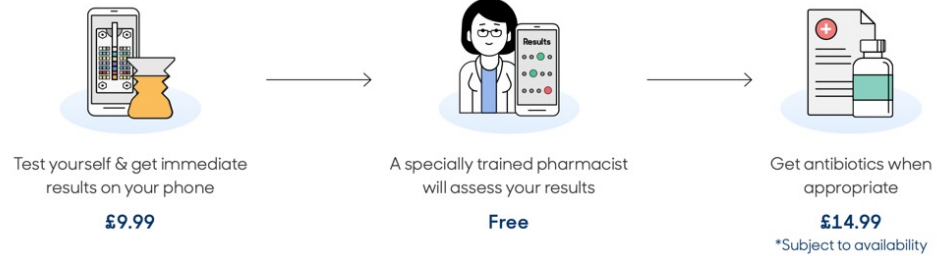 Results
Test yourself & get immediate
results on your phone
£9.99
A specially trained pharmacist
will assess your results
Free
Get antibiotics when
appropriate
£14.99
*Subject to availability